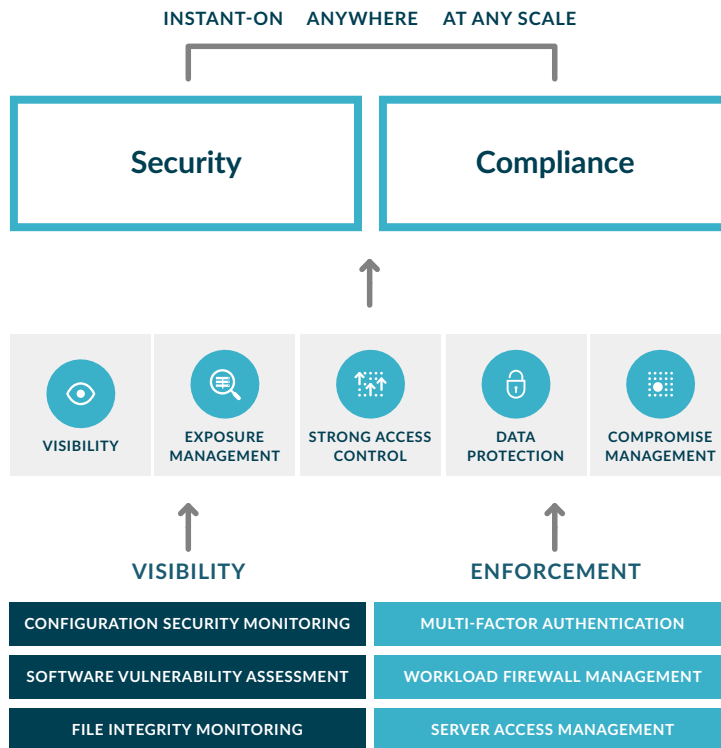 INSTANT-ON ANYWHERE AT ANY SCALE
Security
Compliance
VISIBILITY
EXPOSURE
MANAGEMENT
STRONG ACCESS
CONTROL
DATA
PROTECTION
COMPROMISE
MANAGEMENT
VISIBILITY
ENFORCEMENT
CONFIGURATION SECURITY MONITORING
MULTI-FACTOR AUTHENTICATION
SOFTWARE VULNERABILITY ASSESSMENT
WORKLOAD FIREWALL MANAGEMENT
FILE INTEGRITY MONITORING
SERVER ACCESS MANAGEMENT